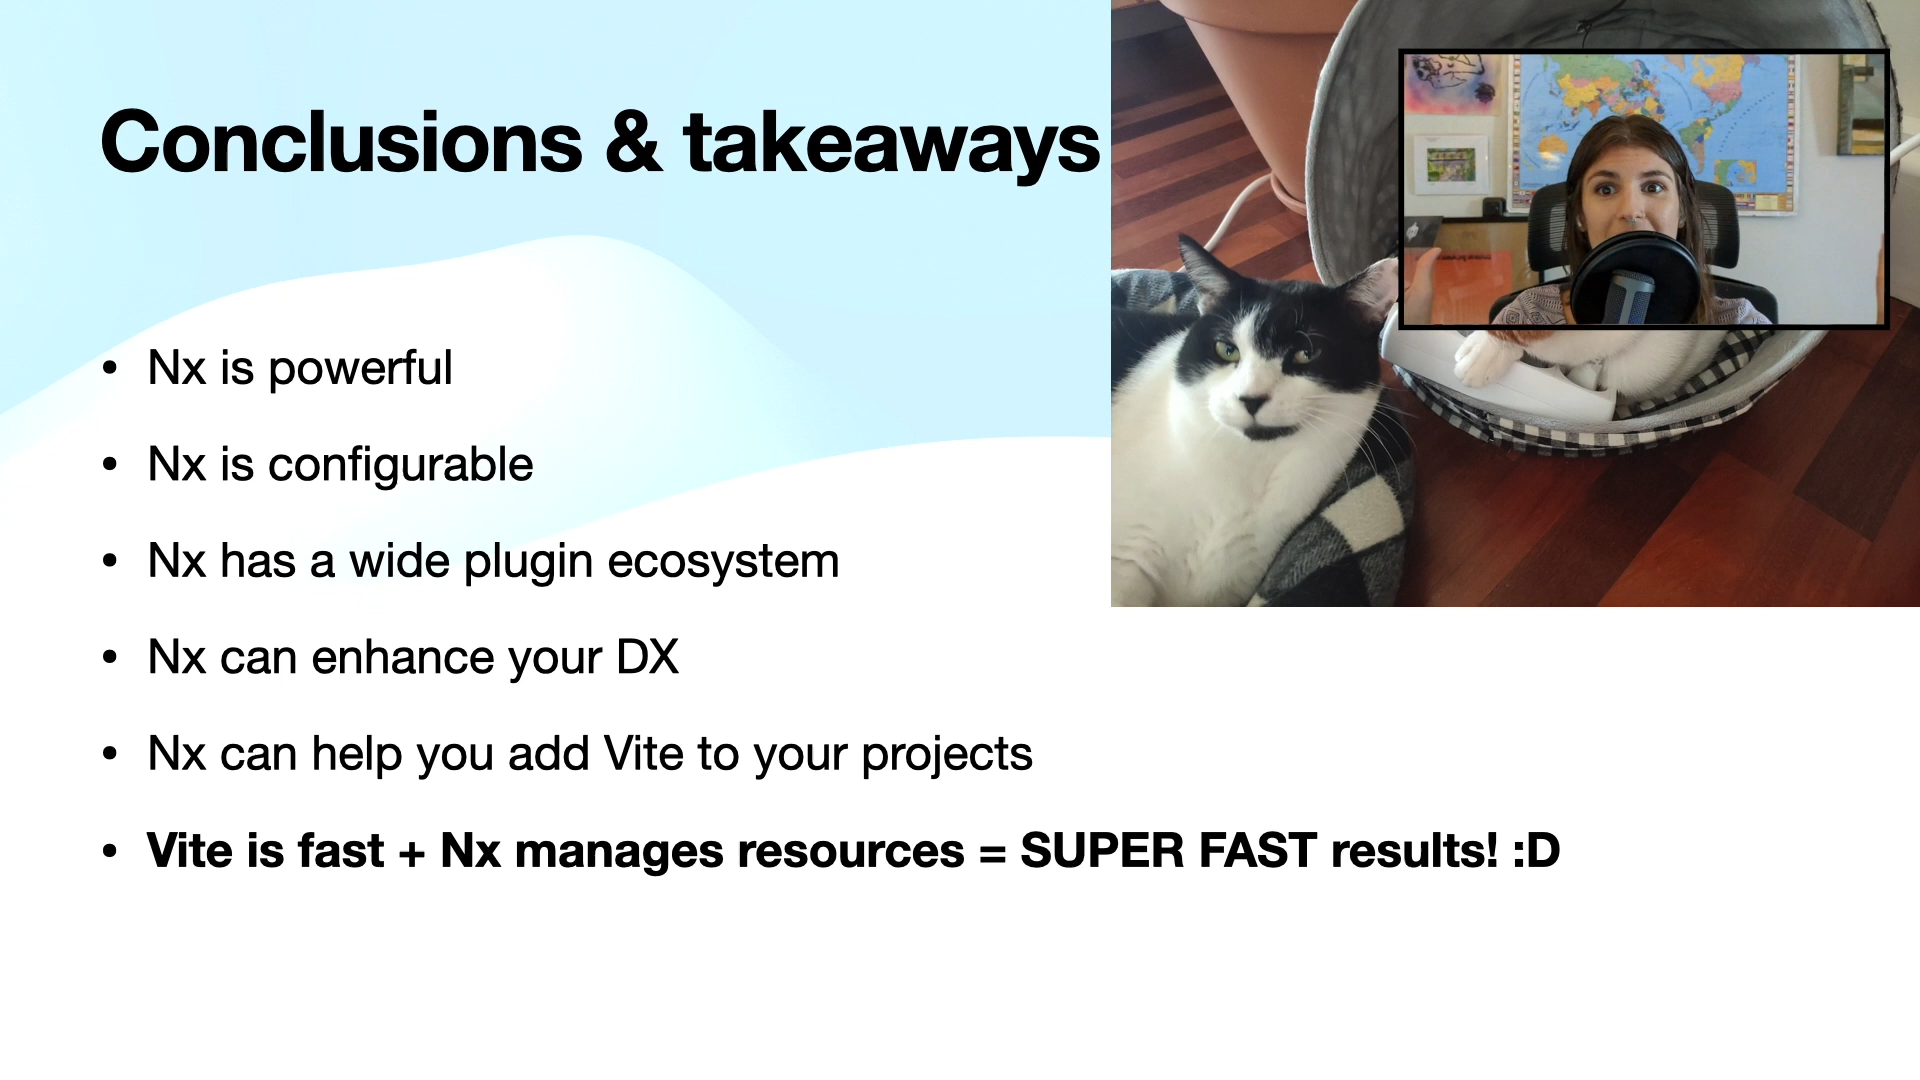 Conclusions & takeaways
• Nx is powerful
• Nx is configurable
• Nx has a wide plugin ecosystem
• Nx can enhance your DX
• Nx can help you add Vite to your projects
• Vite is fast + Nx manages resources = SUPER FAST results! :D